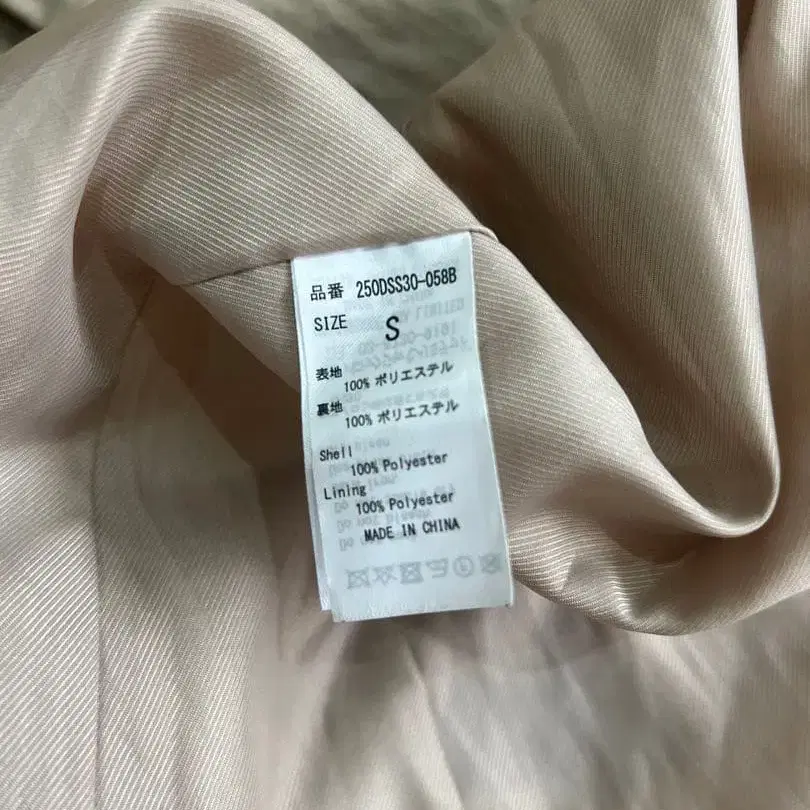 品番 250DSS30-058B
SIZE S
表地
100% ポリエステル
裏地
100% ポリエステル
Shell
100% Polyester
Lining
100% Polyester
MADE IN CHINA